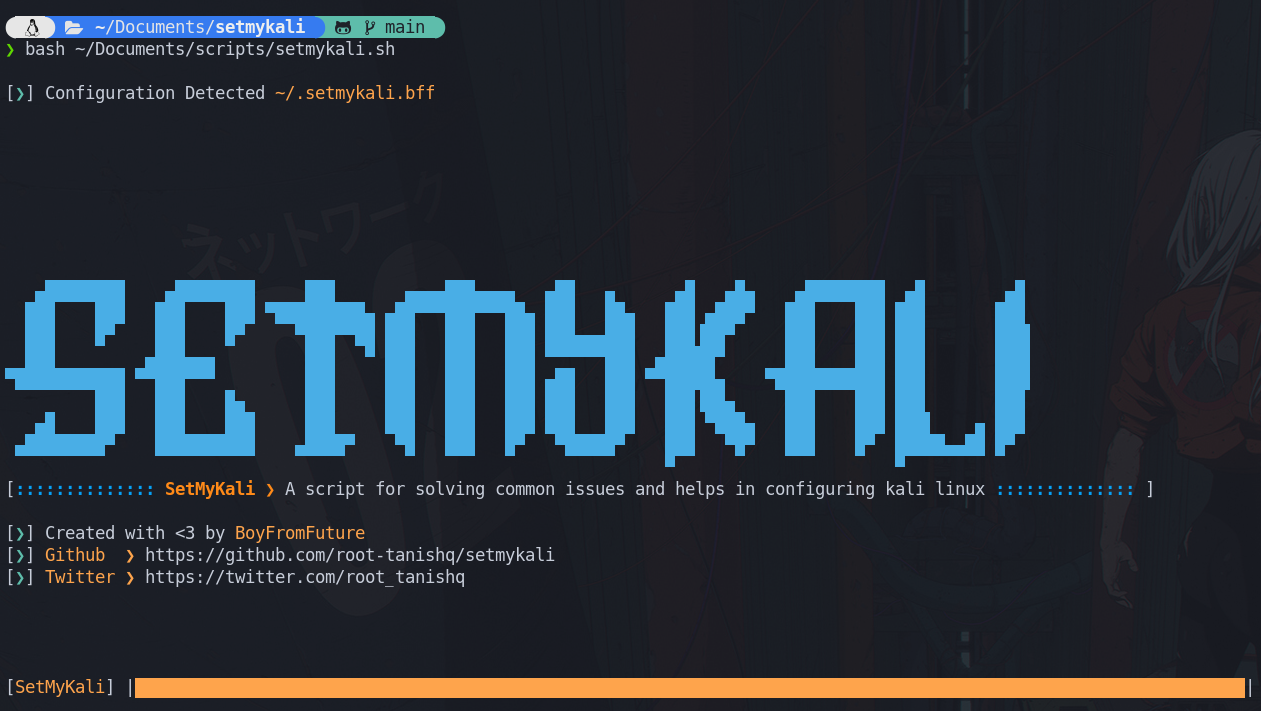 ~/Documents/setmykali main
❯ bash ~/Documents/scripts/setmykali.sh
[❯] Configuration Detected ~/.setmykali.bff
ネットワーク
SETMYKALI
[:::::::::::::: SetMyKali ❯ A script for solving common issues and helps in configuring kali linux :::::::::::::: ]
[❯] Created with <3 by BoyFromFuture
[❯] Github ❯ https://github.com/root-tanishq/setmykali
[❯] Twitter ❯ https://twitter.com/root_tanishq
[SetMyKali] | |